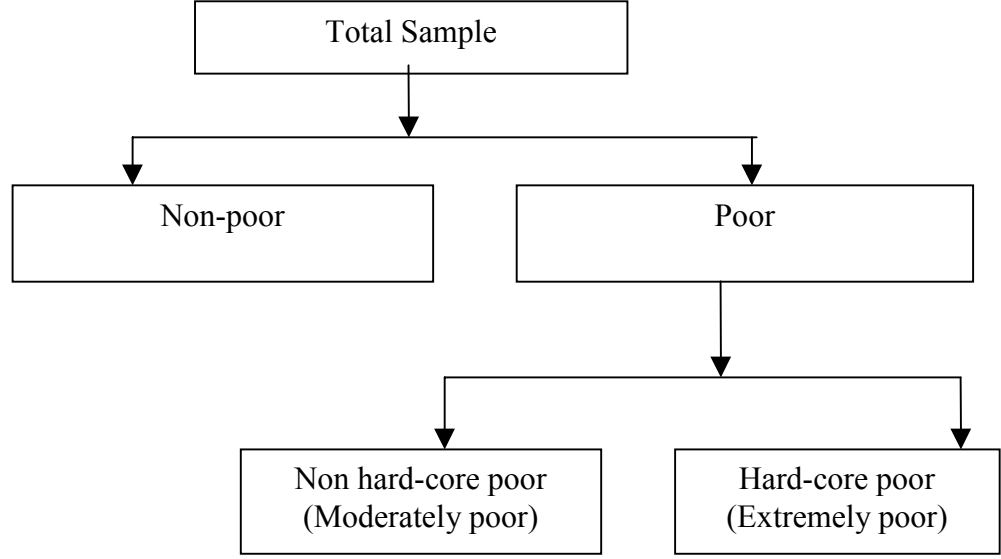 Total Sample
Non-poor
Poor
Non hard-core poor
(Moderately poor)
Hard-core poor
(Extremely poor)